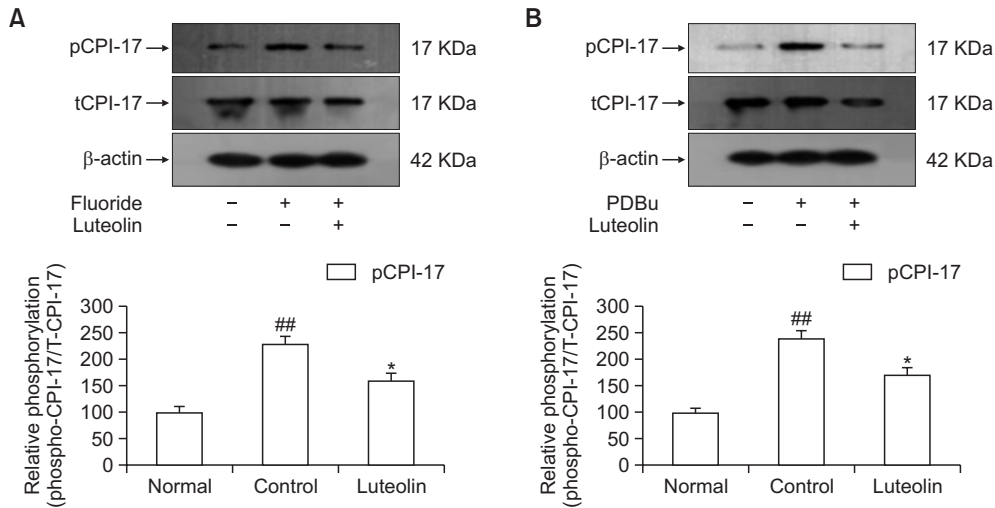 A
pCPI-17 17 KDa
tCPI-17 17 KDa
β-actin 42 KDa
Fluoride – + +
Luteolin – – +
pCPI-17
Relative phosphorylation
(phospho-CPI-17/T-CPI-17)
300
250
200
150
100
50
0
##
*
Normal Control Luteolin
B
pCPI-17 17 KDa
tCPI-17 17 KDa
β-actin 42 KDa
PDBu – + +
Luteolin – – +
pCPI-17
Relative phosphorylation
(phospho-CPI-17/T-CPI-17)
300
250
200
150
100
50
0
##
*
Normal Control Luteolin